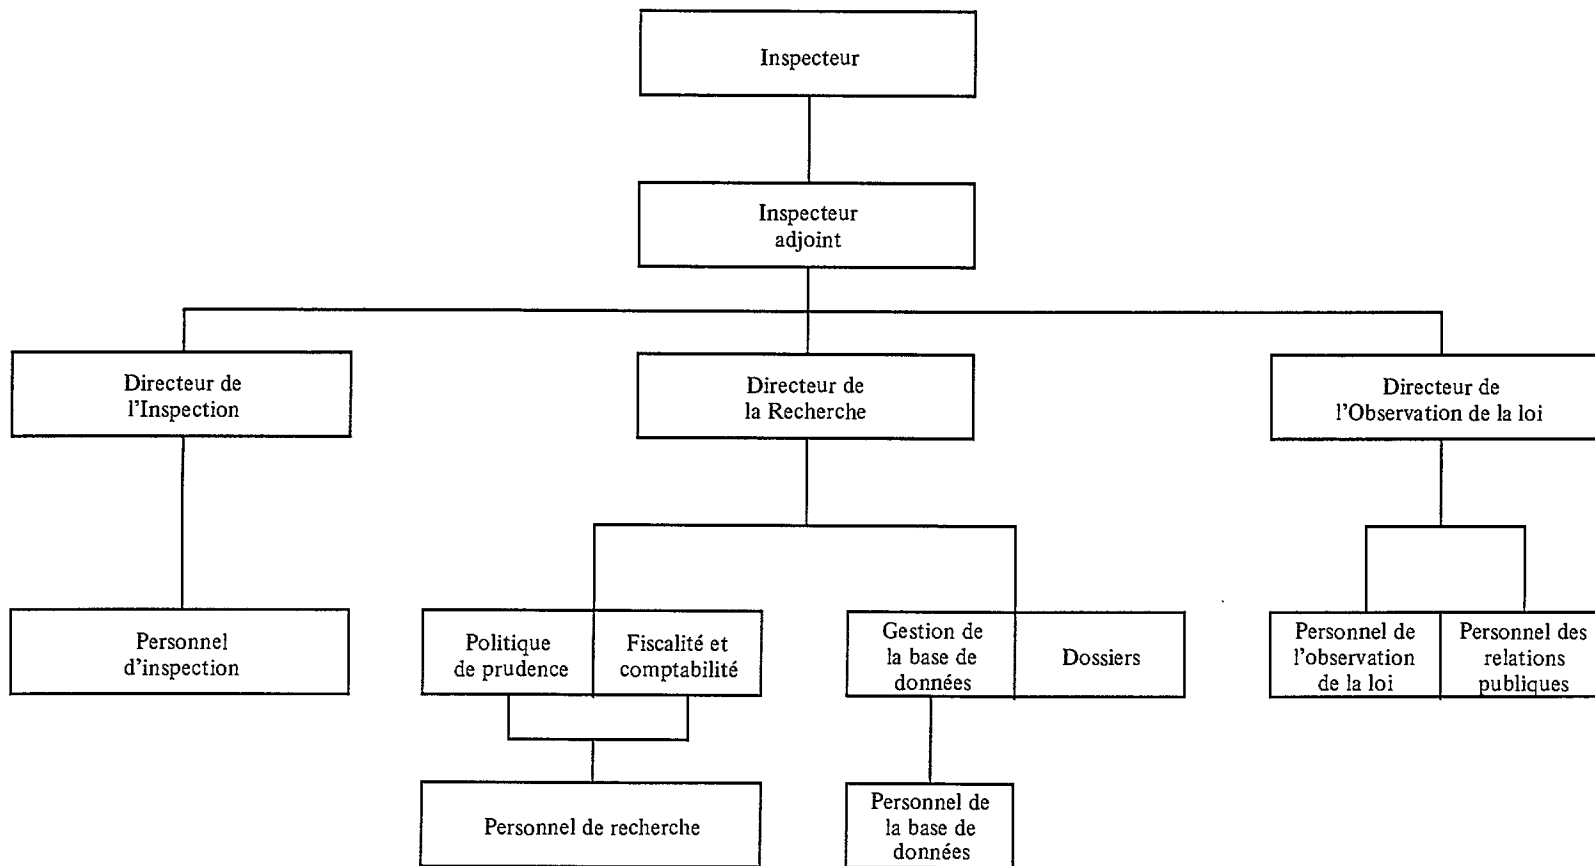 Inspecteur
Inspecteur
adjoint
Directeur de
l'Inspection
Directeur de
la Recherche
Directeur de
l'Observation de la loi
Personnel
d'inspection
Politique
de prudence
Fiscalité et
comptabilité
Gestion de
la base de
données
Dossiers
Personnel de
l'observation
de la loi
Personnel des
relations
publiques
Personnel de recherche
Personnel de
la base de
données